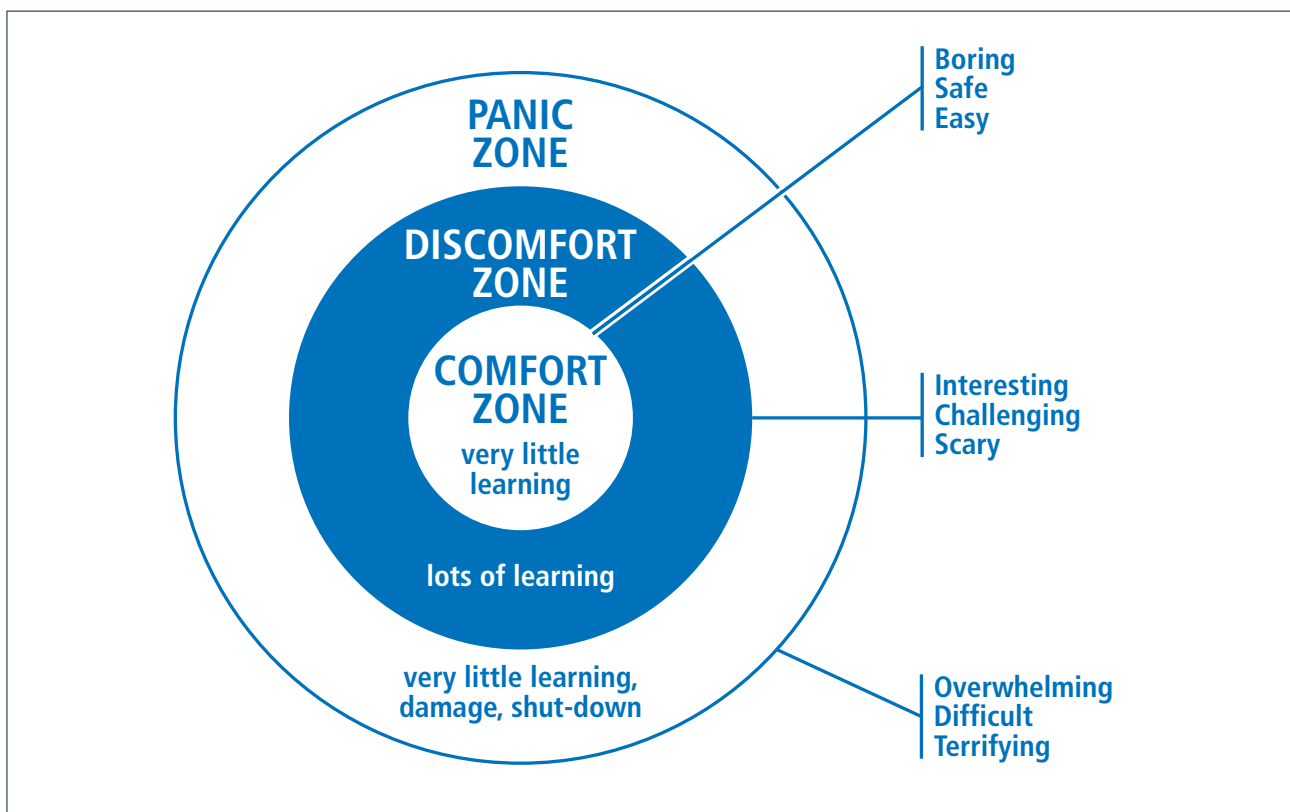 PANIC
ZONE
DISCOMFORT
ZONE
COMFORT
ZONE
very little
learning
lots of learning
very little learning,
damage, shut-down
Boring
Safe
Easy
Interesting
Challenging
Scary
Overwhelming
Difficult
Terrifying